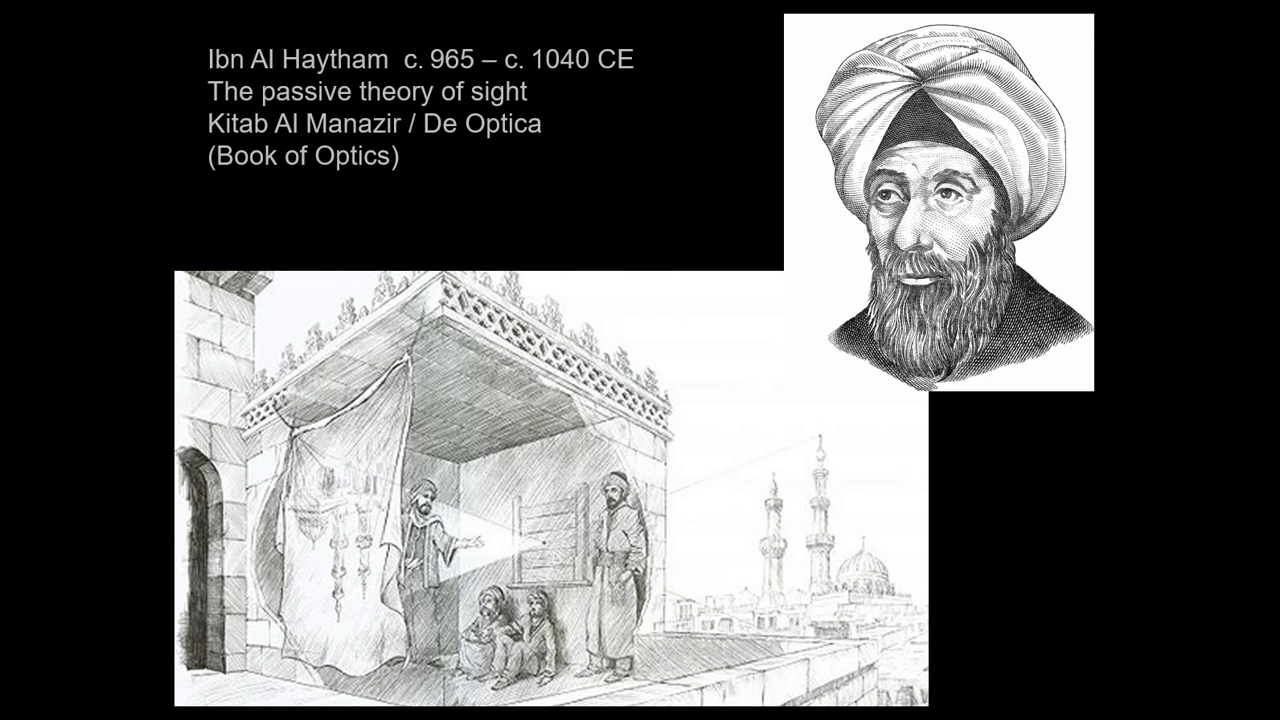 Ibn Al Haytham  c. 965 – c. 1040 CE
The passive theory of sight
Kitab Al Manazir / De Optica
(Book of Optics)